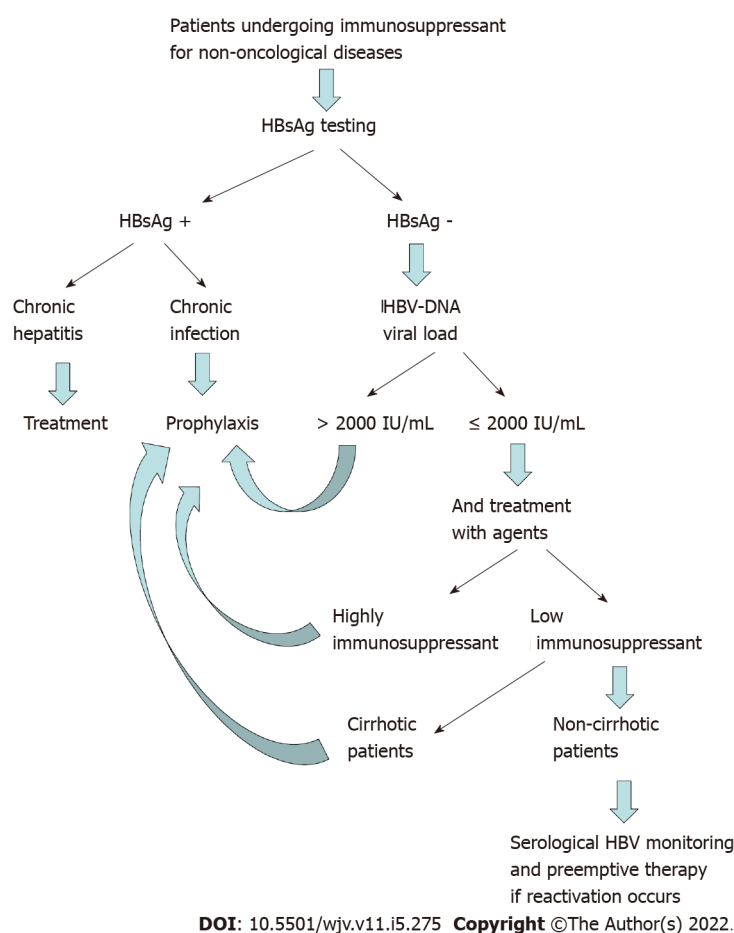 Patients undergoing immunosuppressant
for non-oncological diseases
HBsAg testing
HBsAg +
HBsAg -
Chronic
hepatitis
Chronic
infection
HBV-DNA
viral load
Treatment
Prophylaxis
> 2000 IU/mL
≤ 2000 IU/mL
And treatment
with agents
Highly
immunosuppressant
Low
immunosuppressant
Cirrhotic
patients
Non-cirrhotic
patients
Serological HBV monitoring
and preemptive therapy
if reactivation occurs
DOI: 10.5501/wjv.v11.i5.275 Copyright ©The Author(s) 2022.